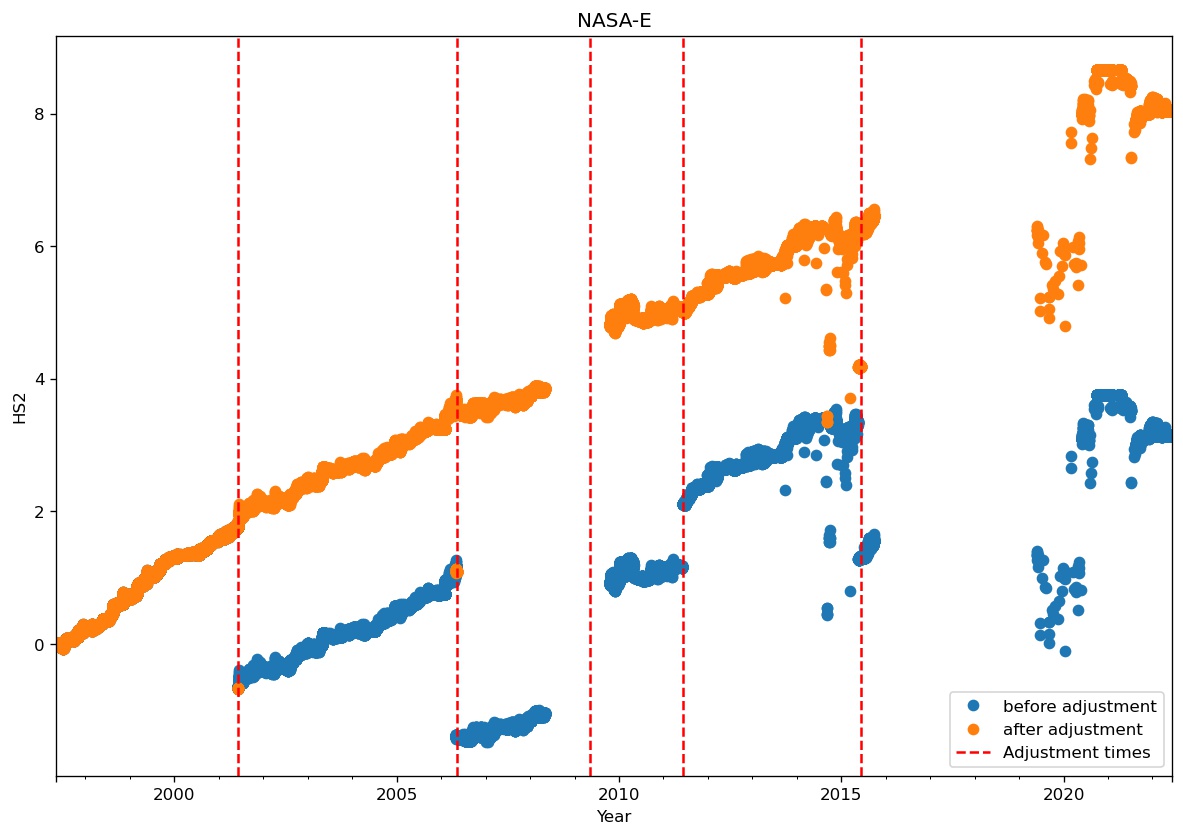 NASA-E
HS2
8
6
4
2
0
before adjustment
after adjustment
Adjustment times
2000 2005 2010 2015 2020
Year